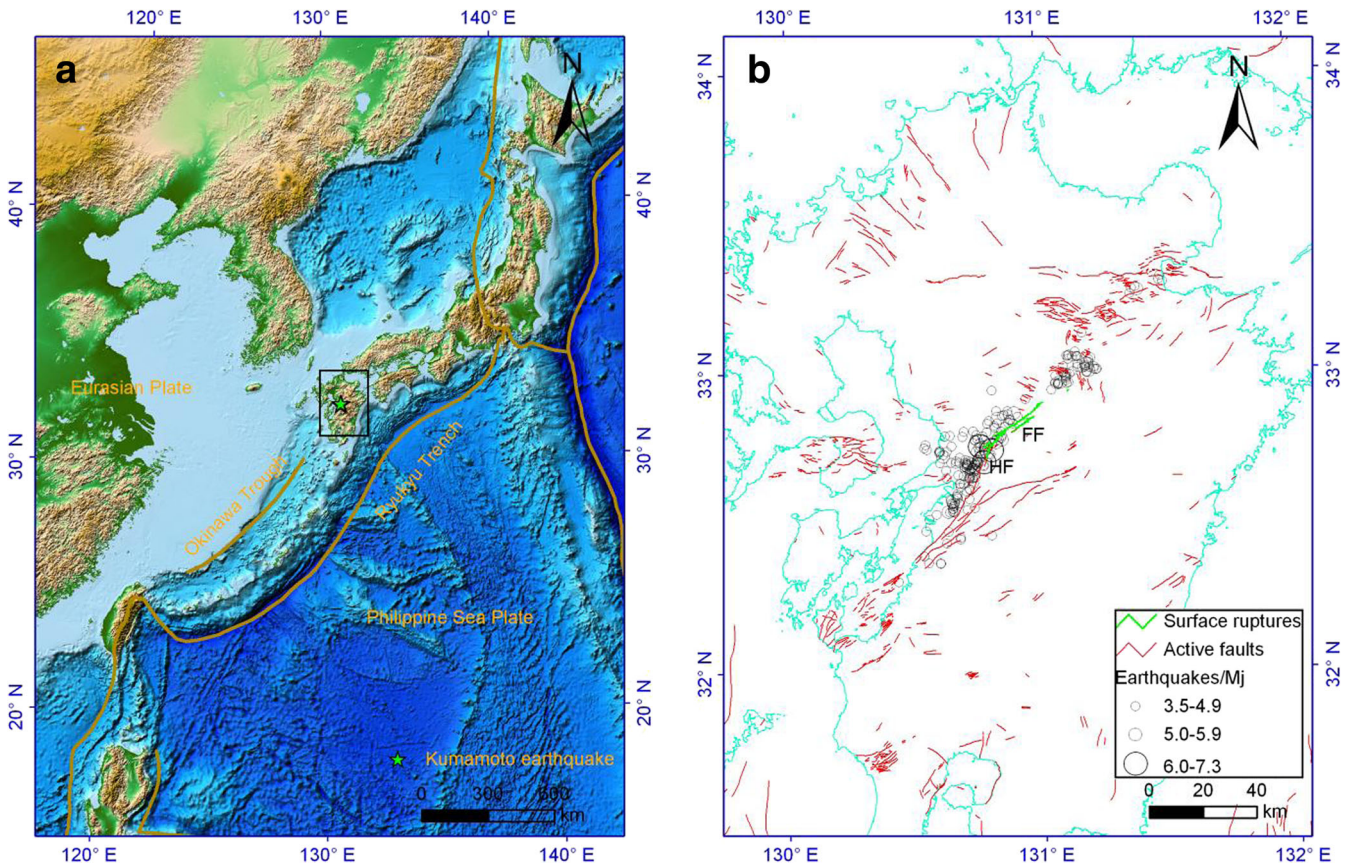 120° E 130° E 140° E
a
N
40° N 40° N
Eurasian Plate
30° N 30° N
Okinawa Trough
Ryukyu Trench
Philippine Sea Plate
20° N 20° N
Kumamoto earthquake
0 300 600
km
120° E 130° E 140° E
130° E 131° E 132° E
b
N
34° N 34° N
33° N 33° N
FF
HF
32° N 32° N
Surface ruptures
Active faults
Earthquakes/Mj
3.5-4.9
5.0-5.9
6.0-7.3
0 20 40
km
130° E 131° E 132° E